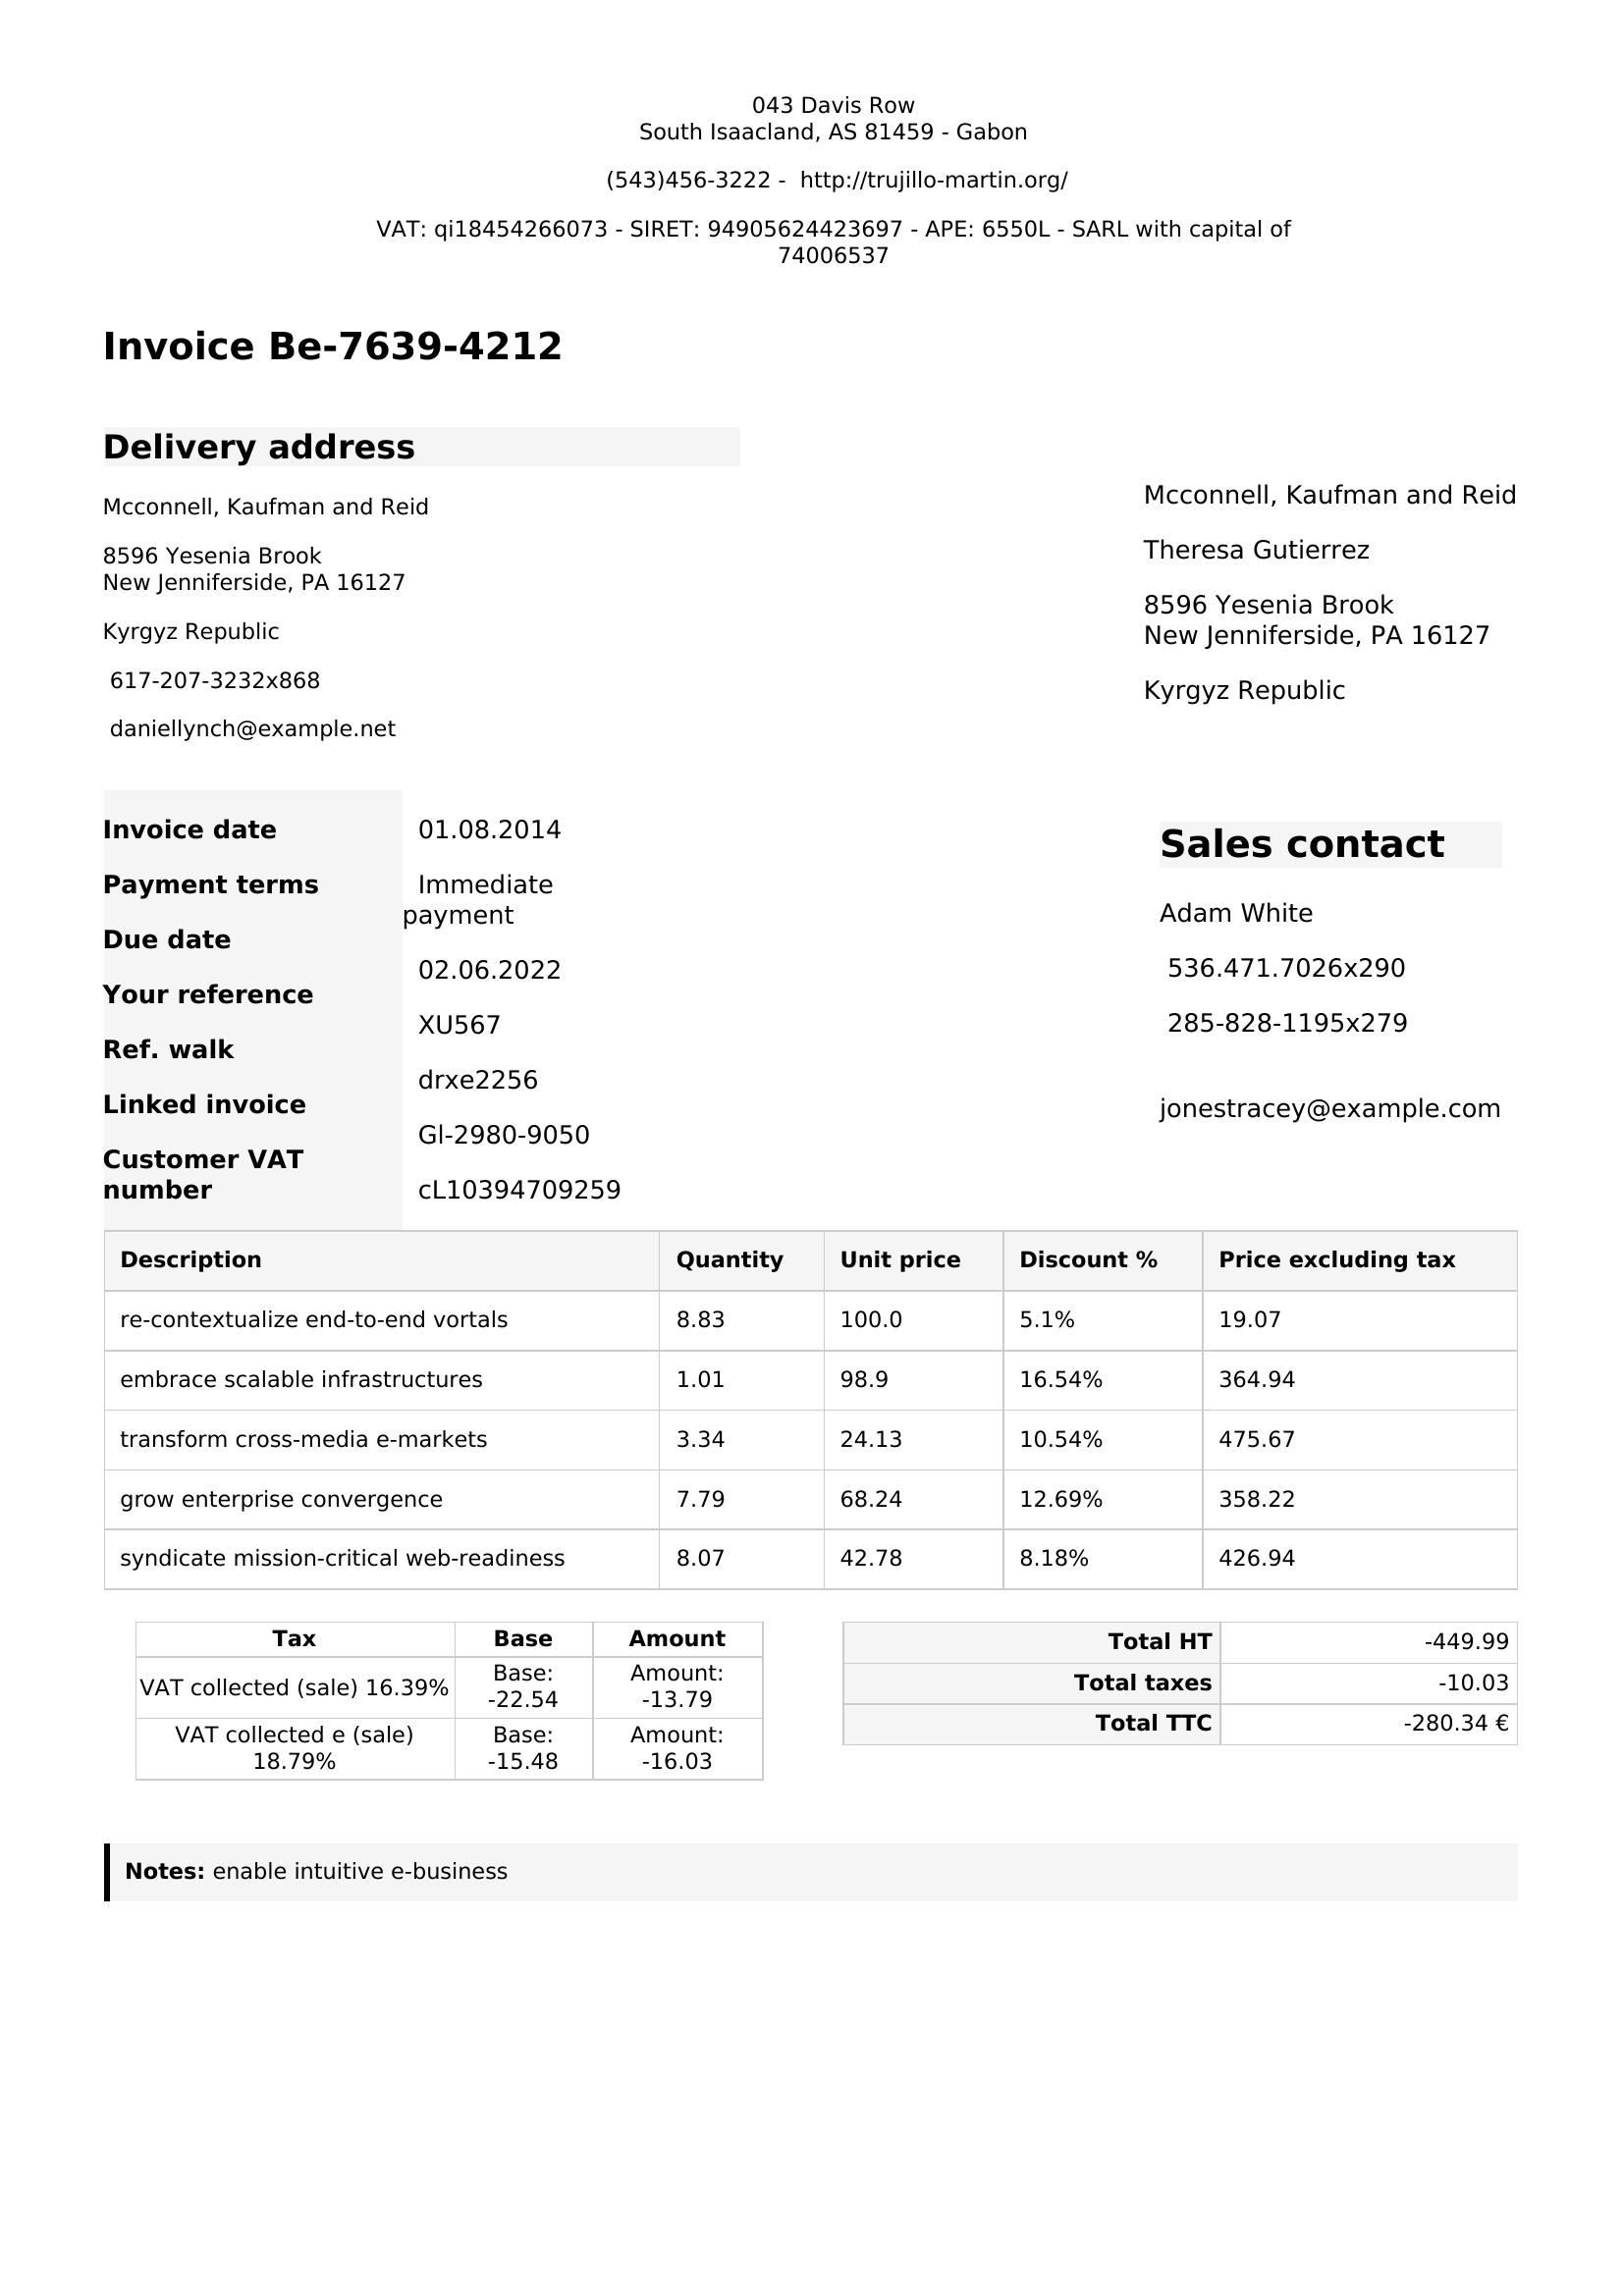 043 Davis Row
South Isaacland, AS 81459 - Gabon
(543)456-3222 -  http://trujillo-martin.org/
VAT: qi18454266073 - SIRET: 94905624423697 - APE: 6550L - SARL with capital of
74006537
Invoice Be-7639-4212
Delivery address
Mcconnell, Kaufman and Reid
8596 Yesenia Brook
New Jenniferside, PA 16127
Kyrgyz Republic
617-207-3232x868
daniellynch@example.net
Mcconnell, Kaufman and Reid
Theresa Gutierrez
8596 Yesenia Brook
New Jenniferside, PA 16127
Kyrgyz Republic
Invoice date
Payment terms
Due date
Your reference
Ref. walk
Linked invoice
Customer VAT
number
01.08.2014
Immediate
payment
02.06.2022
XU567
drxe2256
Gl-2980-9050
cL10394709259
Sales contact
Adam White
536.471.7026x290
285-828-1195x279
jonestracey@example.com
Description Quantity Unit price Discount % Price excluding tax
re-contextualize end-to-end vortals 8.83 100.0 5.1% 19.07
embrace scalable infrastructures 1.01 98.9 16.54% 364.94
transform cross-media e-markets 3.34 24.13 10.54% 475.67
grow enterprise convergence 7.79 68.24 12.69% 358.22
syndicate mission-critical web-readiness 8.07 42.78 8.18% 426.94
Tax Base Amount
VAT collected (sale) 16.39% Base: -22.54 Amount: -13.79
VAT collected e (sale) 18.79% Base: -15.48 Amount: -16.03
Total HT -449.99
Total taxes -10.03
Total TTC -280.34 €
Notes: enable intuitive e-business